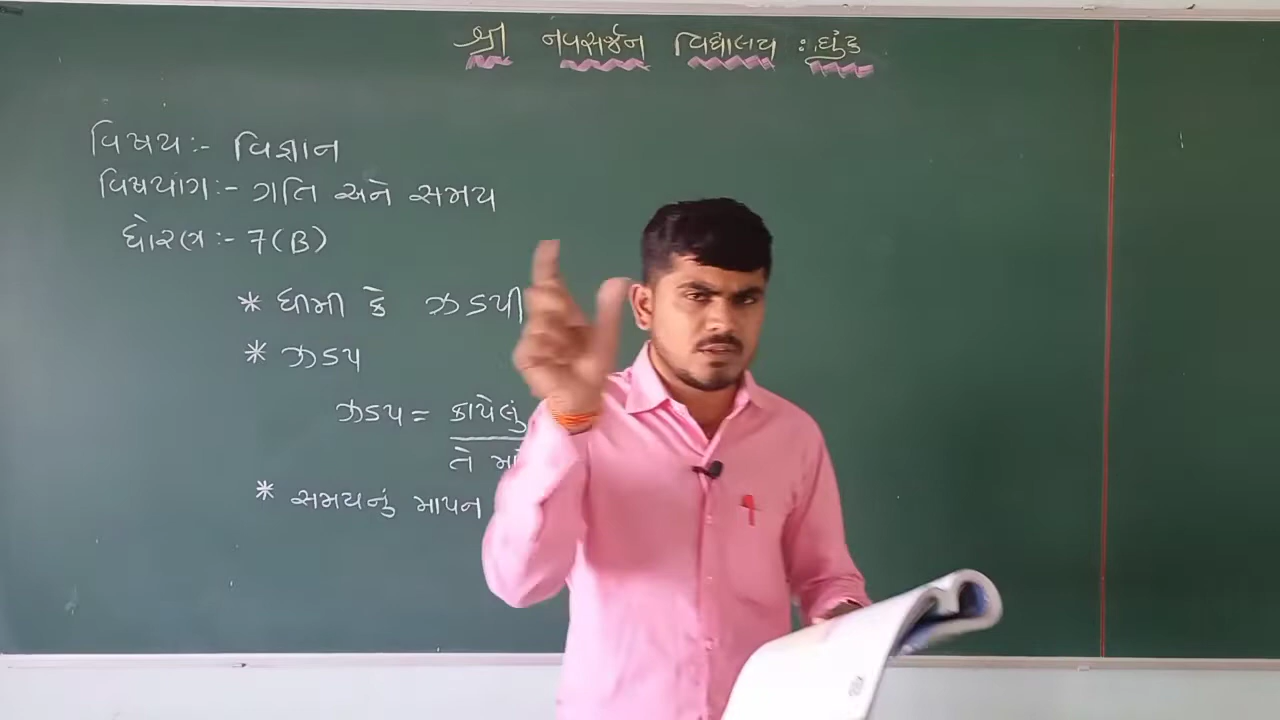 શ્રી નવસર્જન વિદ્યાલય : ઘુંટુ
વિષય :- વિજ્ઞાન
વિષયાંગ :- ગતિ અને સમય
ધોરણ :- 7 (B)
* ધીમી કે ઝડપી
* ઝડપ
ઝડપ = કાપેલું
તે
* સમયનું માપન